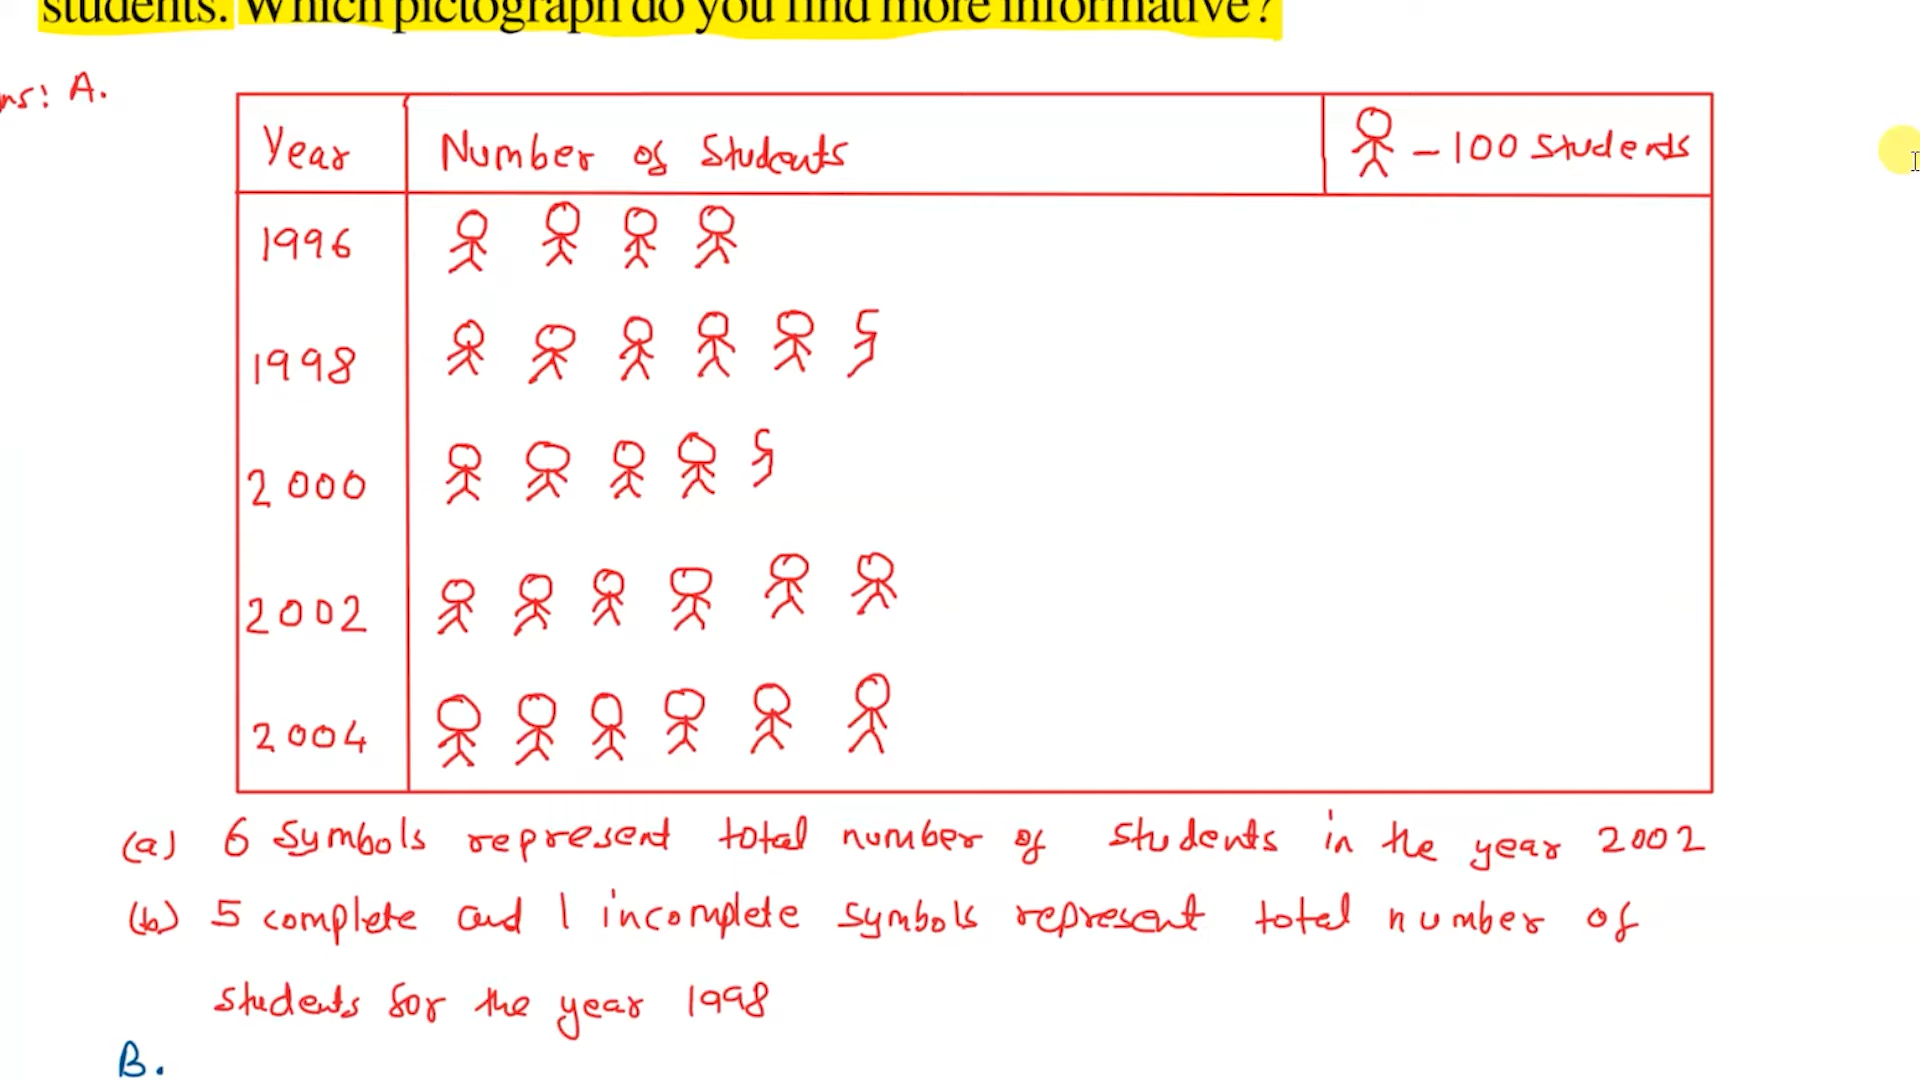 students. Which pictograph do you find more informative?
ns: A.
Year Number of Students - 100 Students
1996
1998
2000
2002
2004
(a) 6 Symbols represent total number of students in the year 2002
(b) 5 complete and 1 incomplete symbols represent total number of
students for the year 1998
B.